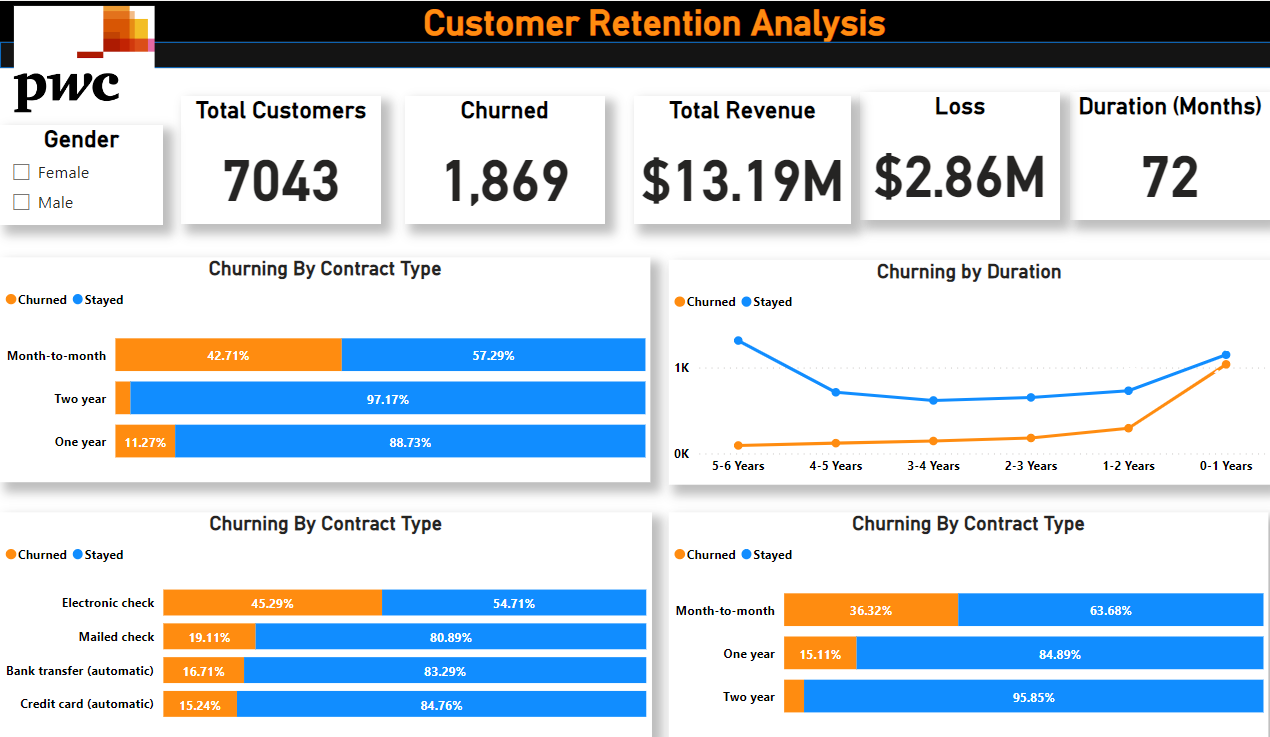 Customer Retention Analysis
pwc
Gender
Female
Male
Total Customers
7043
Churned
1,869
Total Revenue
$13.19M
Loss
$2.86M
Duration (Months)
72
Churning By Contract Type
Churned Stayed
Month-to-month 42.71% 57.29%
Two year 97.17%
One year 11.27% 88.73%
Churning by Duration
Churned Stayed
1K
0K
5-6 Years 4-5 Years 3-4 Years 2-3 Years 1-2 Years 0-1 Years
Churning By Contract Type
Churned Stayed
Electronic check 45.29% 54.71%
Mailed check 19.11% 80.89%
Bank transfer (automatic) 16.71% 83.29%
Credit card (automatic) 15.24% 84.76%
Churning By Contract Type
Churned Stayed
Month-to-month 36.32% 63.68%
One year 15.11% 84.89%
Two year 95.85%